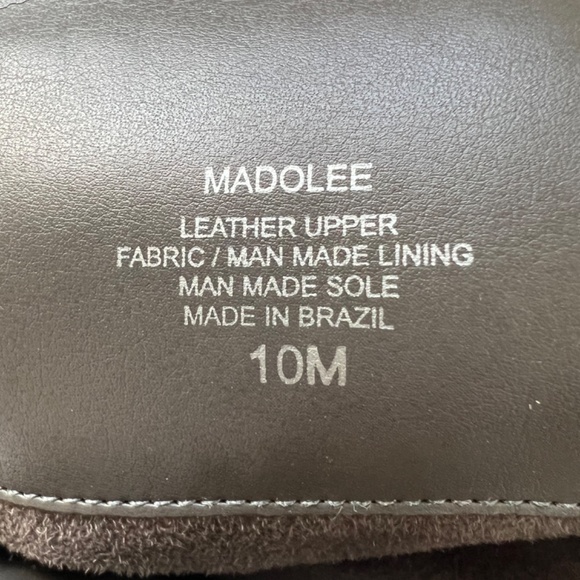 MADOLEE
LEATHER UPPER
FABRIC / MAN MADE LINING
MAN MADE SOLE
MADE IN BRAZIL
10M